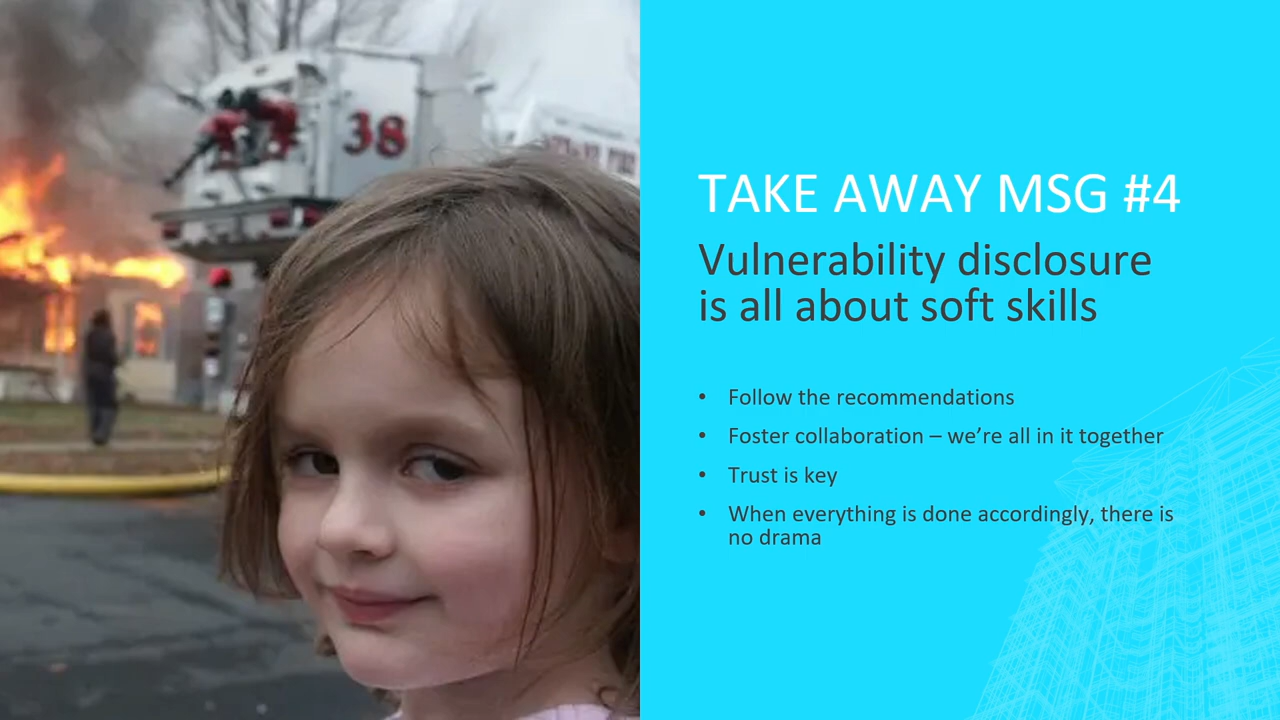 38
TAKE AWAY MSG #4
Vulnerability disclosure
is all about soft skills
• Follow the recommendations
• Foster collaboration – we’re all in it together
• Trust is key
• When everything is done accordingly, there is
no drama